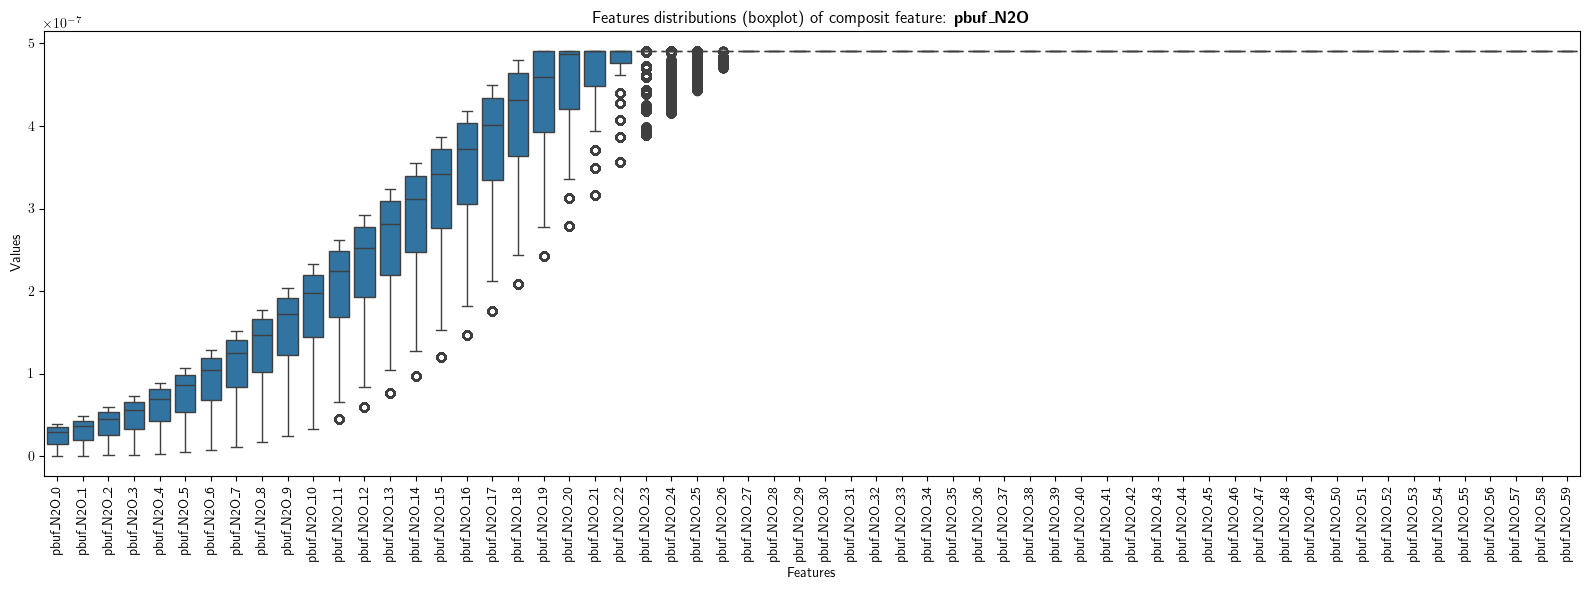 ×10⁻⁷
Features distributions (boxplot) of composit feature: pbuf_N2O
Values
5
4
3
2
1
0
pbuf_N2O_0
pbuf_N2O_1
pbuf_N2O_2
pbuf_N2O_3
pbuf_N2O_4
pbuf_N2O_5
pbuf_N2O_6
pbuf_N2O_7
pbuf_N2O_8
pbuf_N2O_9
pbuf_N2O_10
pbuf_N2O_11
pbuf_N2O_12
pbuf_N2O_13
pbuf_N2O_14
pbuf_N2O_15
pbuf_N2O_16
pbuf_N2O_17
pbuf_N2O_18
pbuf_N2O_19
pbuf_N2O_20
pbuf_N2O_21
pbuf_N2O_22
pbuf_N2O_23
pbuf_N2O_24
pbuf_N2O_25
pbuf_N2O_26
pbuf_N2O_27
pbuf_N2O_28
pbuf_N2O_29
pbuf_N2O_30
pbuf_N2O_31
pbuf_N2O_32
pbuf_N2O_33
pbuf_N2O_34
pbuf_N2O_35
pbuf_N2O_36
pbuf_N2O_37
pbuf_N2O_38
pbuf_N2O_39
pbuf_N2O_40
pbuf_N2O_41
pbuf_N2O_42
pbuf_N2O_43
pbuf_N2O_44
pbuf_N2O_45
pbuf_N2O_46
pbuf_N2O_47
pbuf_N2O_48
pbuf_N2O_49
pbuf_N2O_50
pbuf_N2O_51
pbuf_N2O_52
pbuf_N2O_53
pbuf_N2O_54
pbuf_N2O_55
pbuf_N2O_56
pbuf_N2O_57
pbuf_N2O_58
pbuf_N2O_59
Features